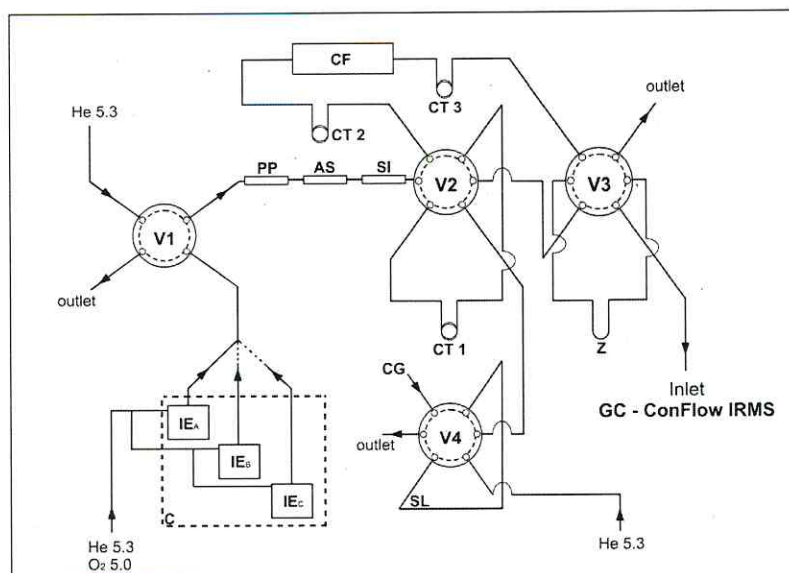 CF
outlet
CT 3
He 5.3
CT 2
PP
AS
SI
V2
V3
V1
outlet
CT 1
Z
CG
Inlet
GC - ConFlow IRMS
IEA
V4
outlet
IEB
SL
IEC
C
He 5.3
O2 5.0
He 5.3